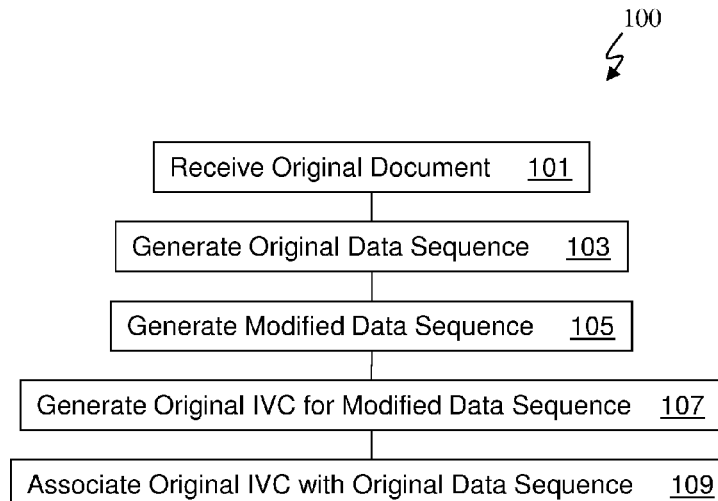 100
Receive Original Document 101
Generate Original Data Sequence 103
Generate Modified Data Sequence 105
Generate Original IVC for Modified Data Sequence 107
Associate Original IVC with Original Data Sequence 109